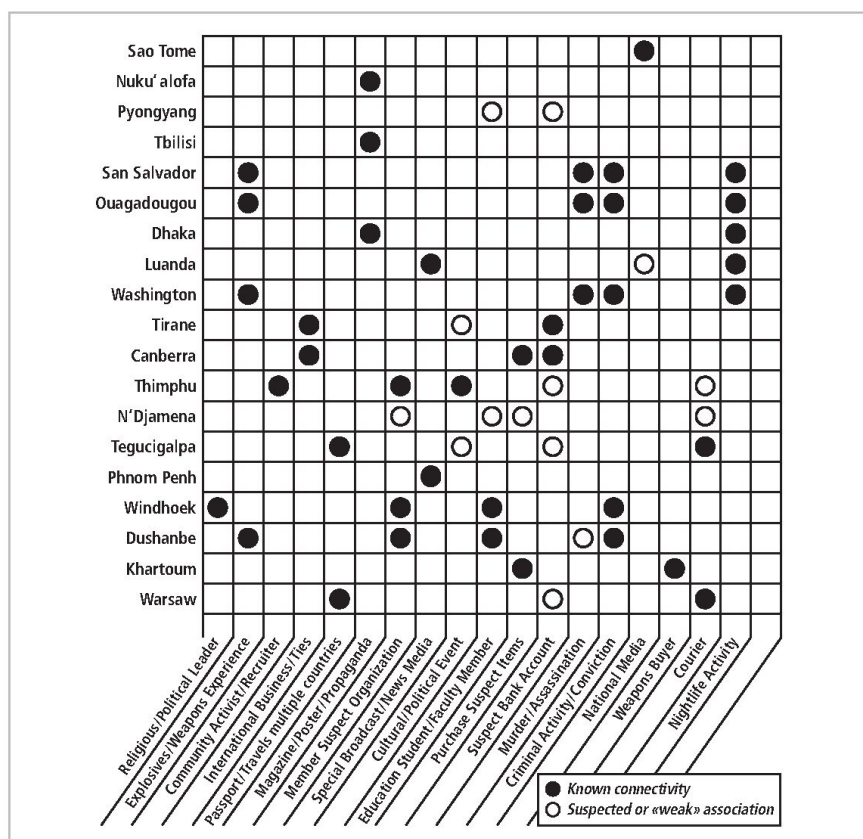 Sao Tome
Nuku‘alofa
Pyongyang
Tbilisi
San Salvador
Ouagadougou
Dhaka
Luanda
Washington
Tirane
Canberra
Thimphu
N‘Djamena
Tegucigalpa
Phnom Penh
Windhoek
Dushanbe
Khartoum
Warsaw
Religious/Political Leader
Explosives/Weapons Experience
Community Activist/Recruiter
International Business/Ties
Passport/Travels multiple countries
Magazine/Poster/Propaganda
Member Suspect Organization
Special Broadcast/News Media
Cultural/Political Event
Education Student/Faculty Member
Purchase Suspect Items
Suspect Bank Account
Murder/Assassination
Criminal Activity/Conviction
National Media
Weapons Buyer
Courier
Nightlife Activity
Known connectivity
Suspected or «weak» association